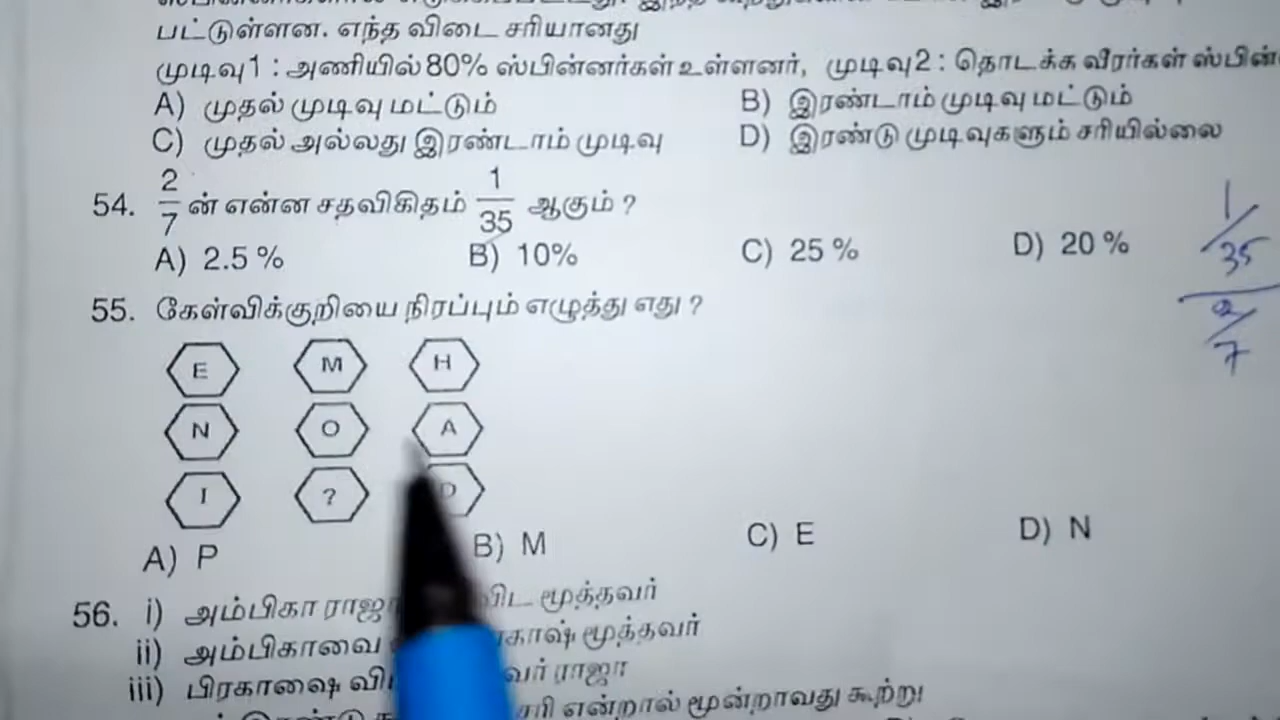 பட்டுள்ளன. எந்த விடை சரியானது
முடிவு1 : அணியில் 80% ஸ்பின்னர்கள் உள்ளனர், முடிவு2 : தொடக்க வீரர்கள் ஸ்பின்
A) முதல் முடிவு மட்டும் B) இரண்டாம் முடிவு மட்டும்
C) முதல் அல்லது இரண்டாம் முடிவு D) இரண்டு முடிவுகளும் சரியில்லை
54. 2/7 ன் என்ன சதவிகிதம் 1/35 ஆகும் ?
A) 2.5 % B) 10% C) 25 % D) 20 %
1/35
2/7
55. கேள்விக்குறியை நிரப்பும் எழுத்து எது ?
E M H
N O A
I ? D
A) P B) M C) E D) N
56. i) அம்பிகா ராஜா விட மூத்தவர்
ii) அம்பிகாவை காஷ் மூத்தவர்
iii) பிரகாஷை வி வர் ராஜா
சரி என்றால் மூன்றாவது கூற்று